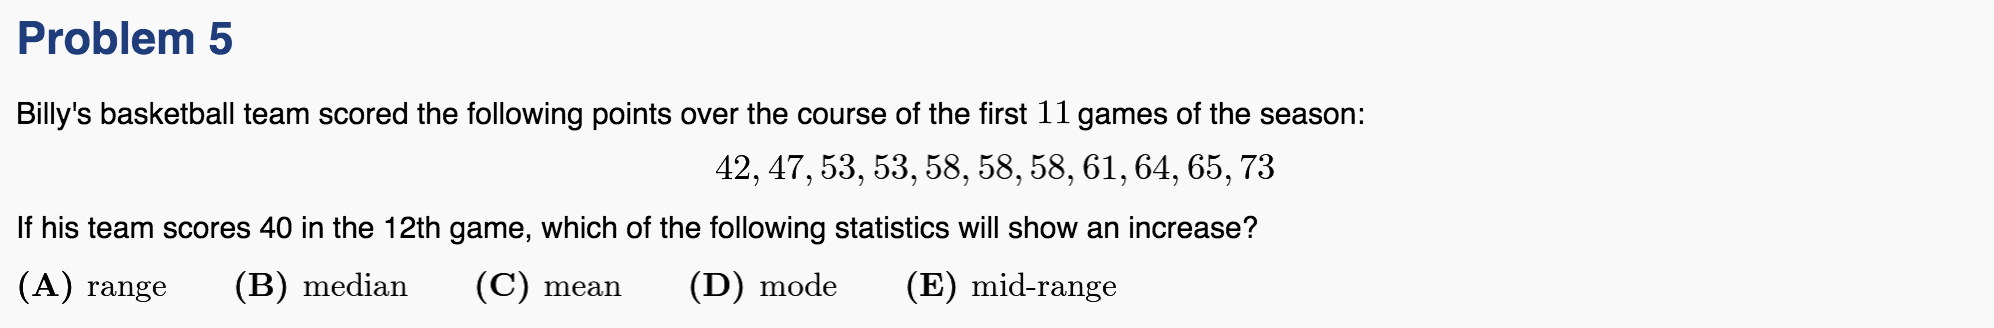 Problem 5
Billy's basketball team scored the following points over the course of the first 11 games of the season:
42, 47, 53, 53, 58, 58, 58, 61, 64, 65, 73
If his team scores 40 in the 12th game, which of the following statistics will show an increase?
(A) range (B) median (C) mean (D) mode (E) mid-range